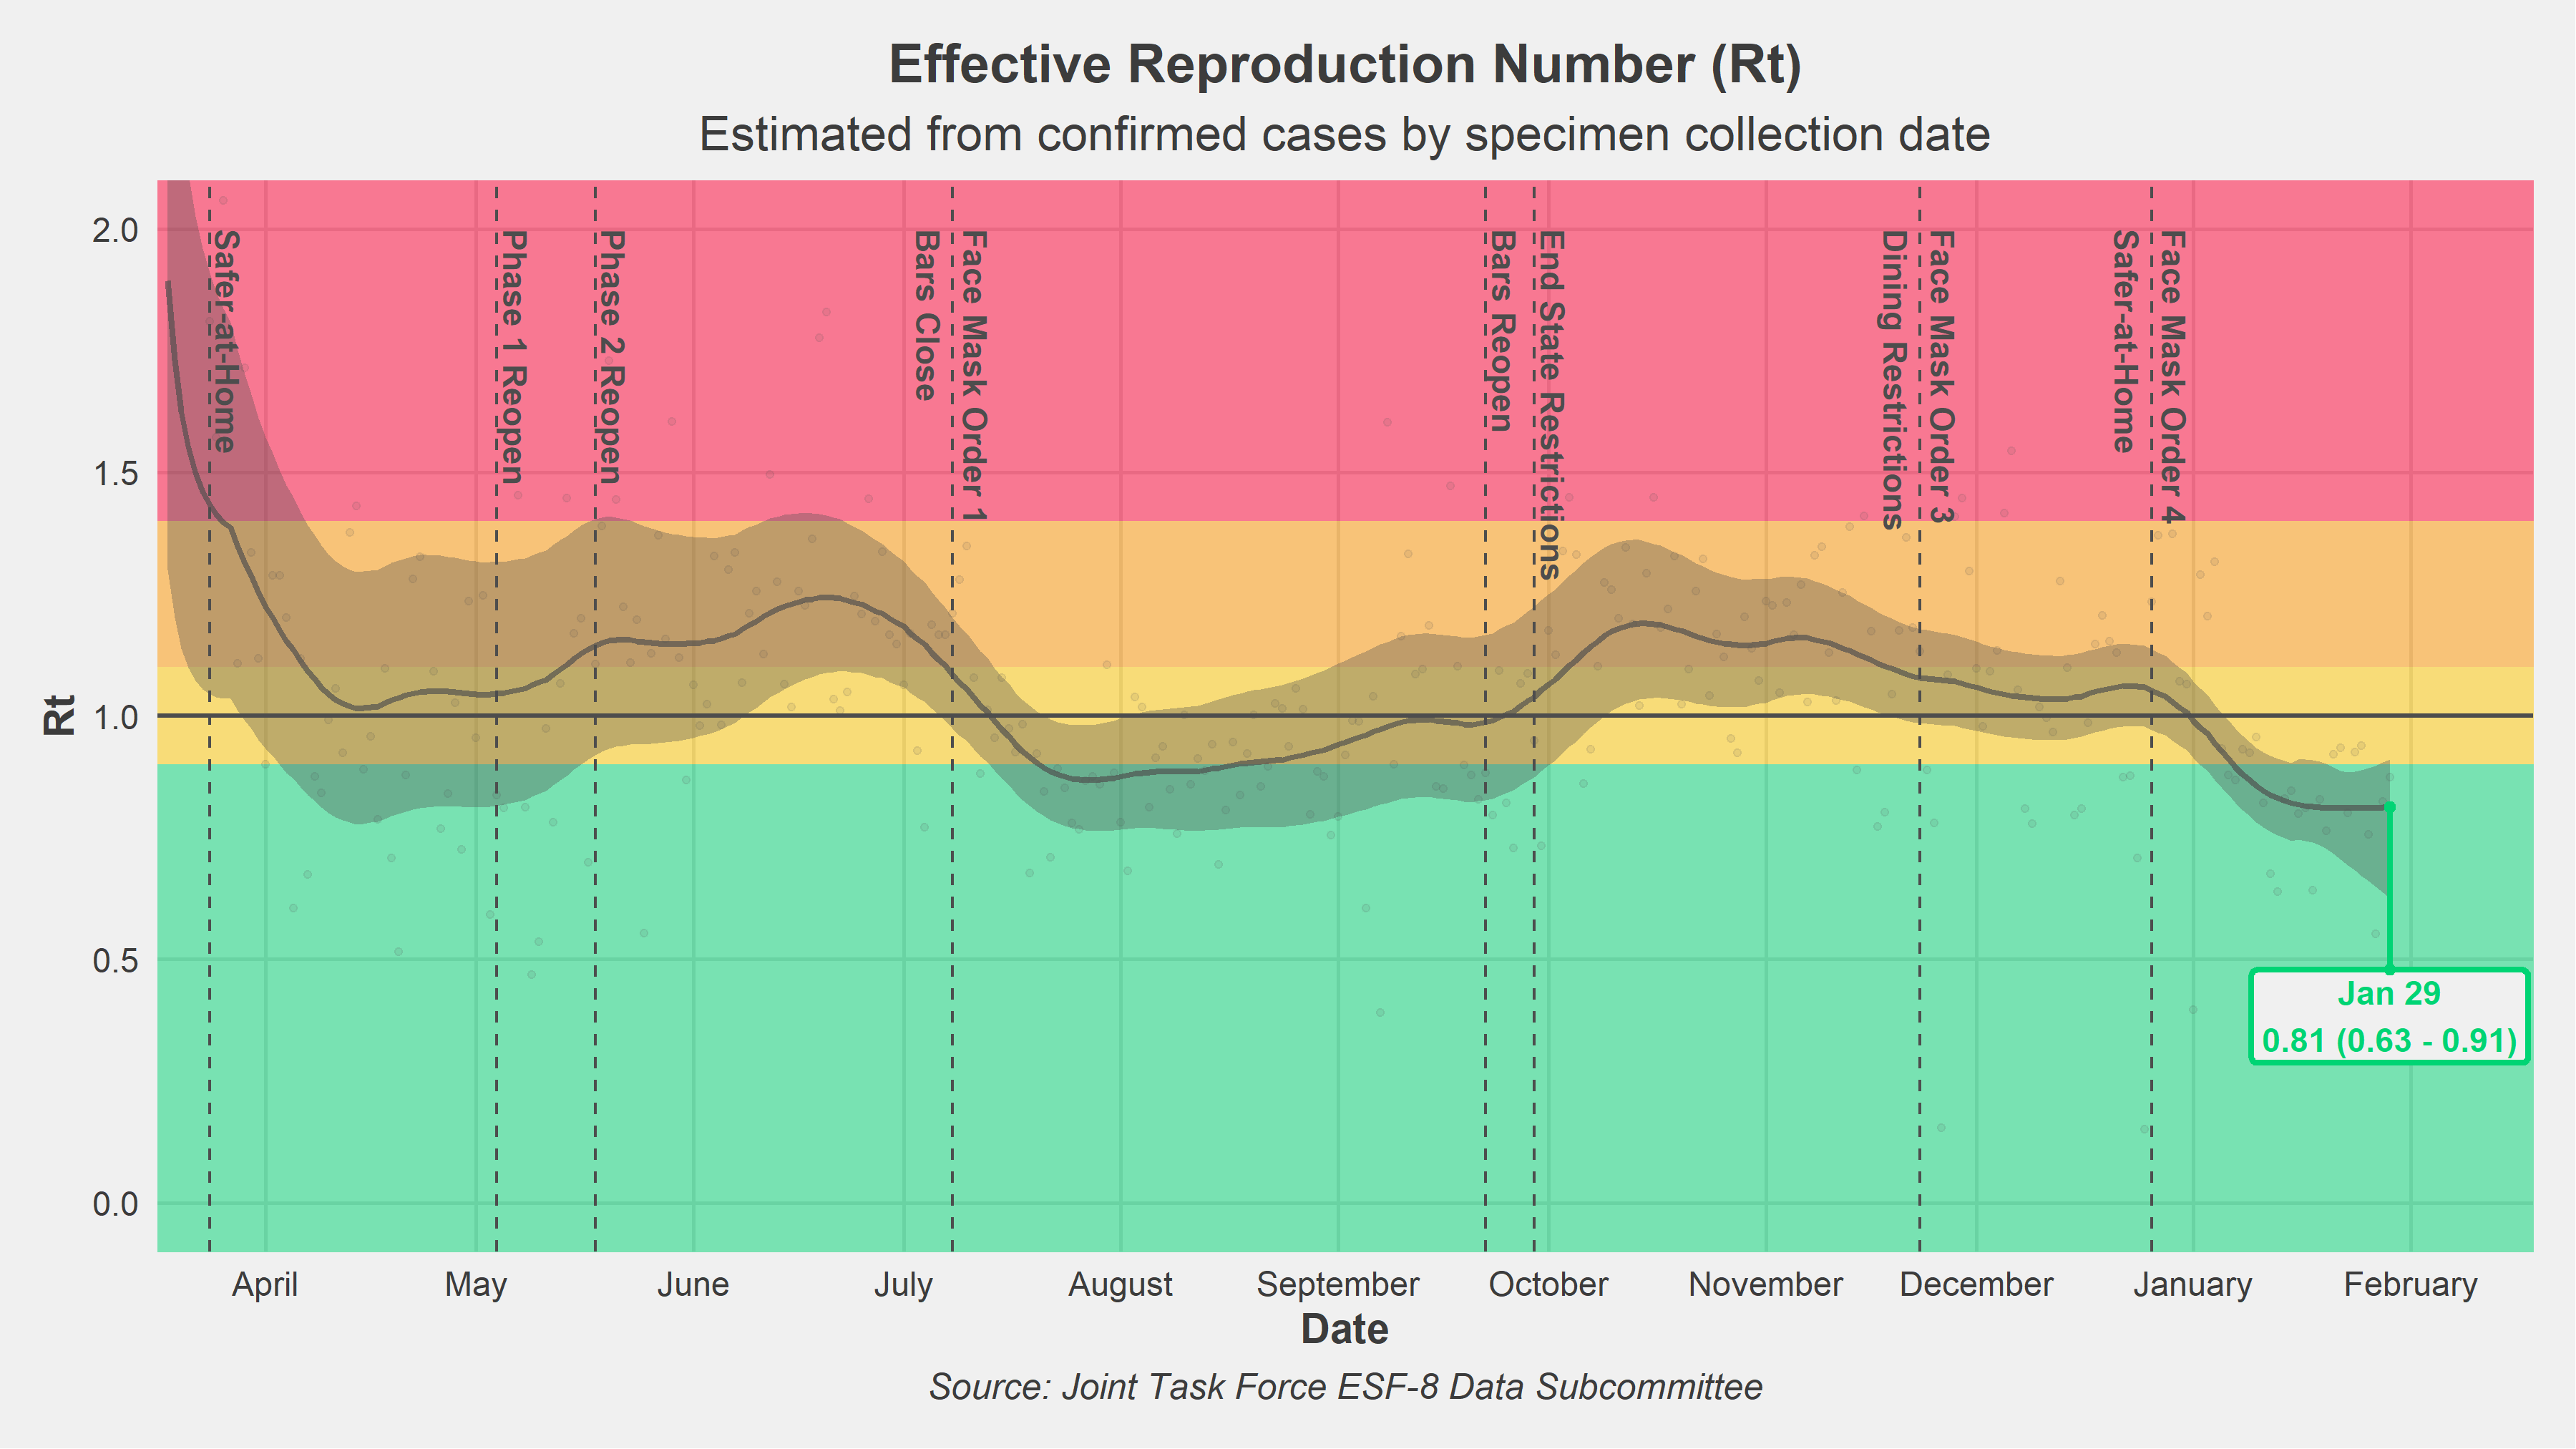 Effective Reproduction Number (Rt)
Estimated from confirmed cases by specimen collection date
2.0
1.5
1.0
0.5
0.0
Rt
Safer-at-Home
Phase 1 Reopen
Phase 2 Reopen
Bars Close
Face Mask Order 1
Bars Reopen
End State Restrictions
Dining Restrictions
Face Mask Order 3
Safer-at-Home
Face Mask Order 4
Jan 29
0.81 (0.63 - 0.91)
April May June July August September October November December January February
Date
Source: Joint Task Force ESF-8 Data Subcommittee